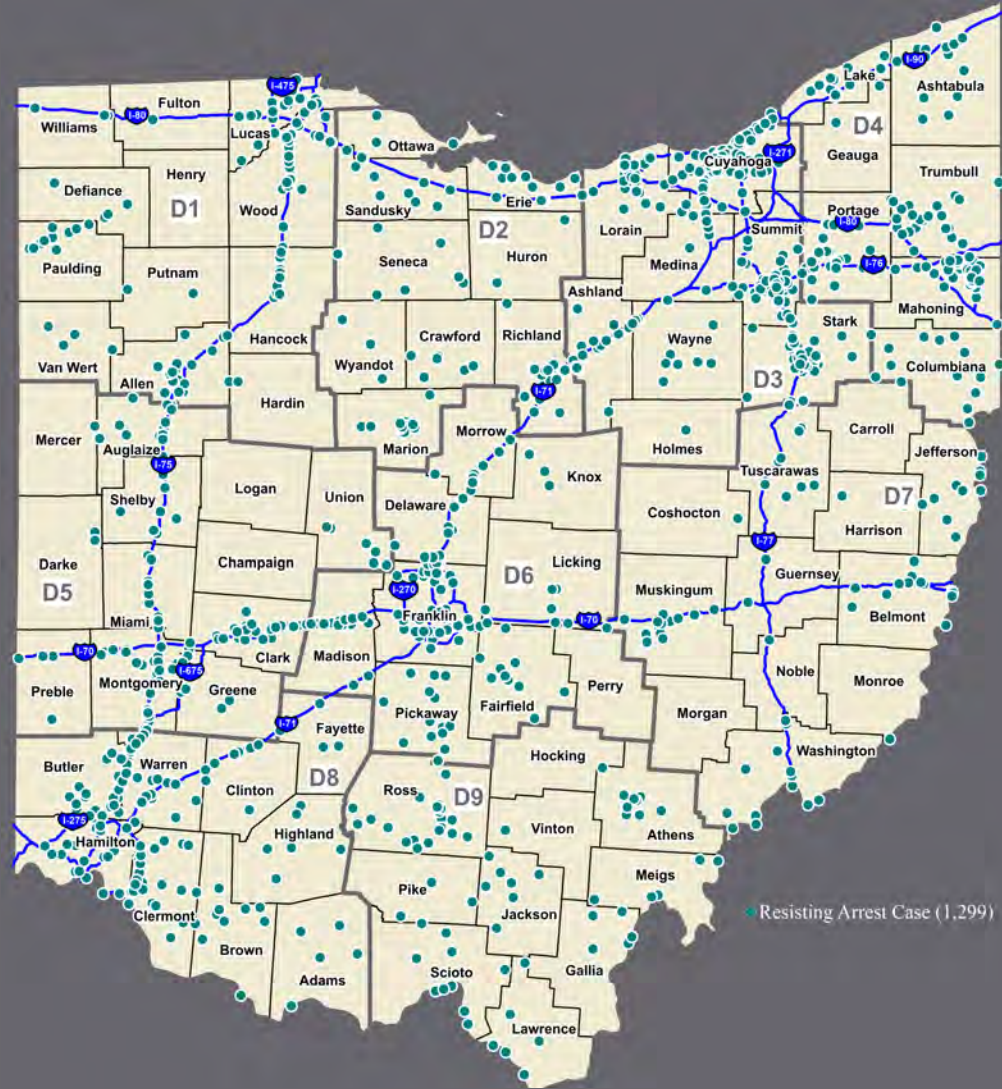 I-90
Lake
Ashtabula
I-475
Fulton
I-80
Williams
Lucas
Ottawa
D4
Cuyahoga
I-271
Geauga
Henry
Defiance
D1
Wood
Sandusky
Erie
Trumbull
D2
Lorain
Portage
I-80
Summit
Paulding
Putnam
Seneca
Huron
Medina
I-76
Ashland
Mahoning
Hancock
Van Wert
Wyandot
Crawford
Richland
Wayne
Stark
Allen
D3
Columbiana
I-71
Hardin
Mercer
Auglaize
Marion
Morrow
Holmes
Carroll
Jefferson
I-75
Logan
Union
Knox
Tuscarawas
Shelby
Delaware
Coshocton
D7
Harrison
Darke
Champaign
I-77
D5
D6
Licking
Guernsey
I-270
Muskingum
Miami
Franklin
I-70
Belmont
I-70
Clark
Madison
I-675
Preble
Montgomery
Greene
Noble
Monroe
Perry
Fairfield
Pickaway
Morgan
I-71
Fayette
Washington
Hocking
Butler
Warren
D8
Clinton
Ross
D9
I-275
Highland
Vinton
Athens
Hamilton
Meigs
Pike
Clermont
Jackson
Resisting Arrest Case (1,299)
Brown
Adams
Scioto
Gallia
Lawrence